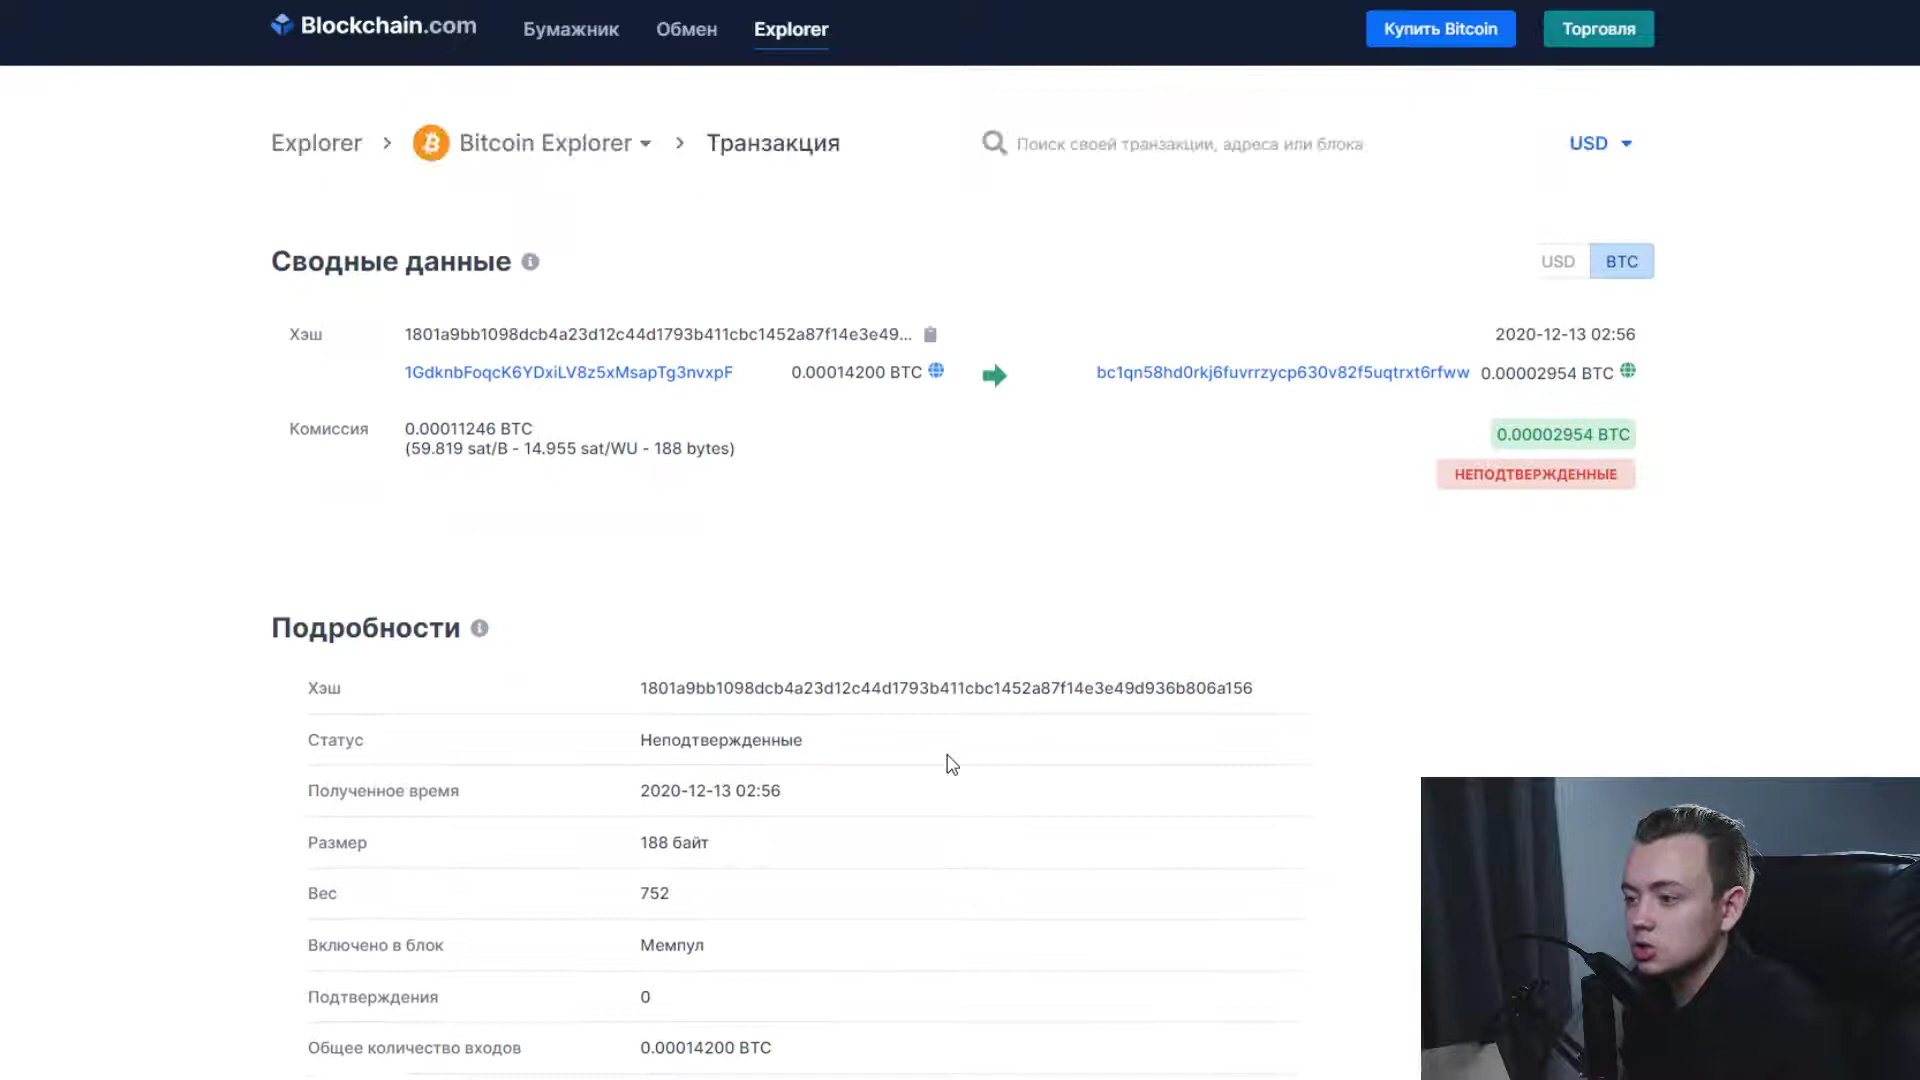 Blockchain.com
Бумажник
Обмен
Explorer
Купить Bitcoin
Торговля
Explorer > Bitcoin Explorer > Транзакция
Поиск своей транзакции, адреса или блока
USD
Сводные данные
USD
BTC
Хэш
1801a9bb1098dcb4a23d12c44d1793b411cbc1452a87f14e3e49...
2020-12-13 02:56
1GdknbFoqcK6YDxiLV8z5xMsapTg3nvxpF
0.00014200 BTC
bc1qn58hd0rkj6fuvrrzycp630v82f5uqtrxt6rfww
0.00002954 BTC
Комиссия
0.00011246 BTC
(59.819 sat/B - 14.955 sat/WU - 188 bytes)
0.00002954 BTC
НЕПОДТВЕРЖДЕННЫЕ
Подробности
Хэш
1801a9bb1098dcb4a23d12c44d1793b411cbc1452a87f14e3e49d936b806a156
Статус
Неподтвержденные
Полученное время
2020-12-13 02:56
Размер
188 байт
Вес
752
Включено в блок
Мемпул
Подтверждения
0
Общее количество входов
0.00014200 BTC